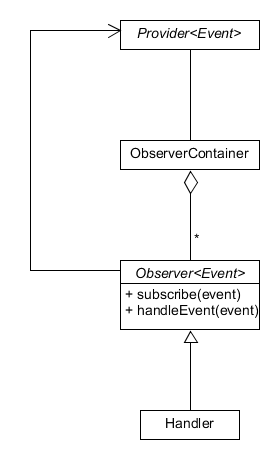 Provider<Event>
ObserverContainer
*
Observer<Event>
+ subscribe(event)
+ handleEvent(event)
Handler